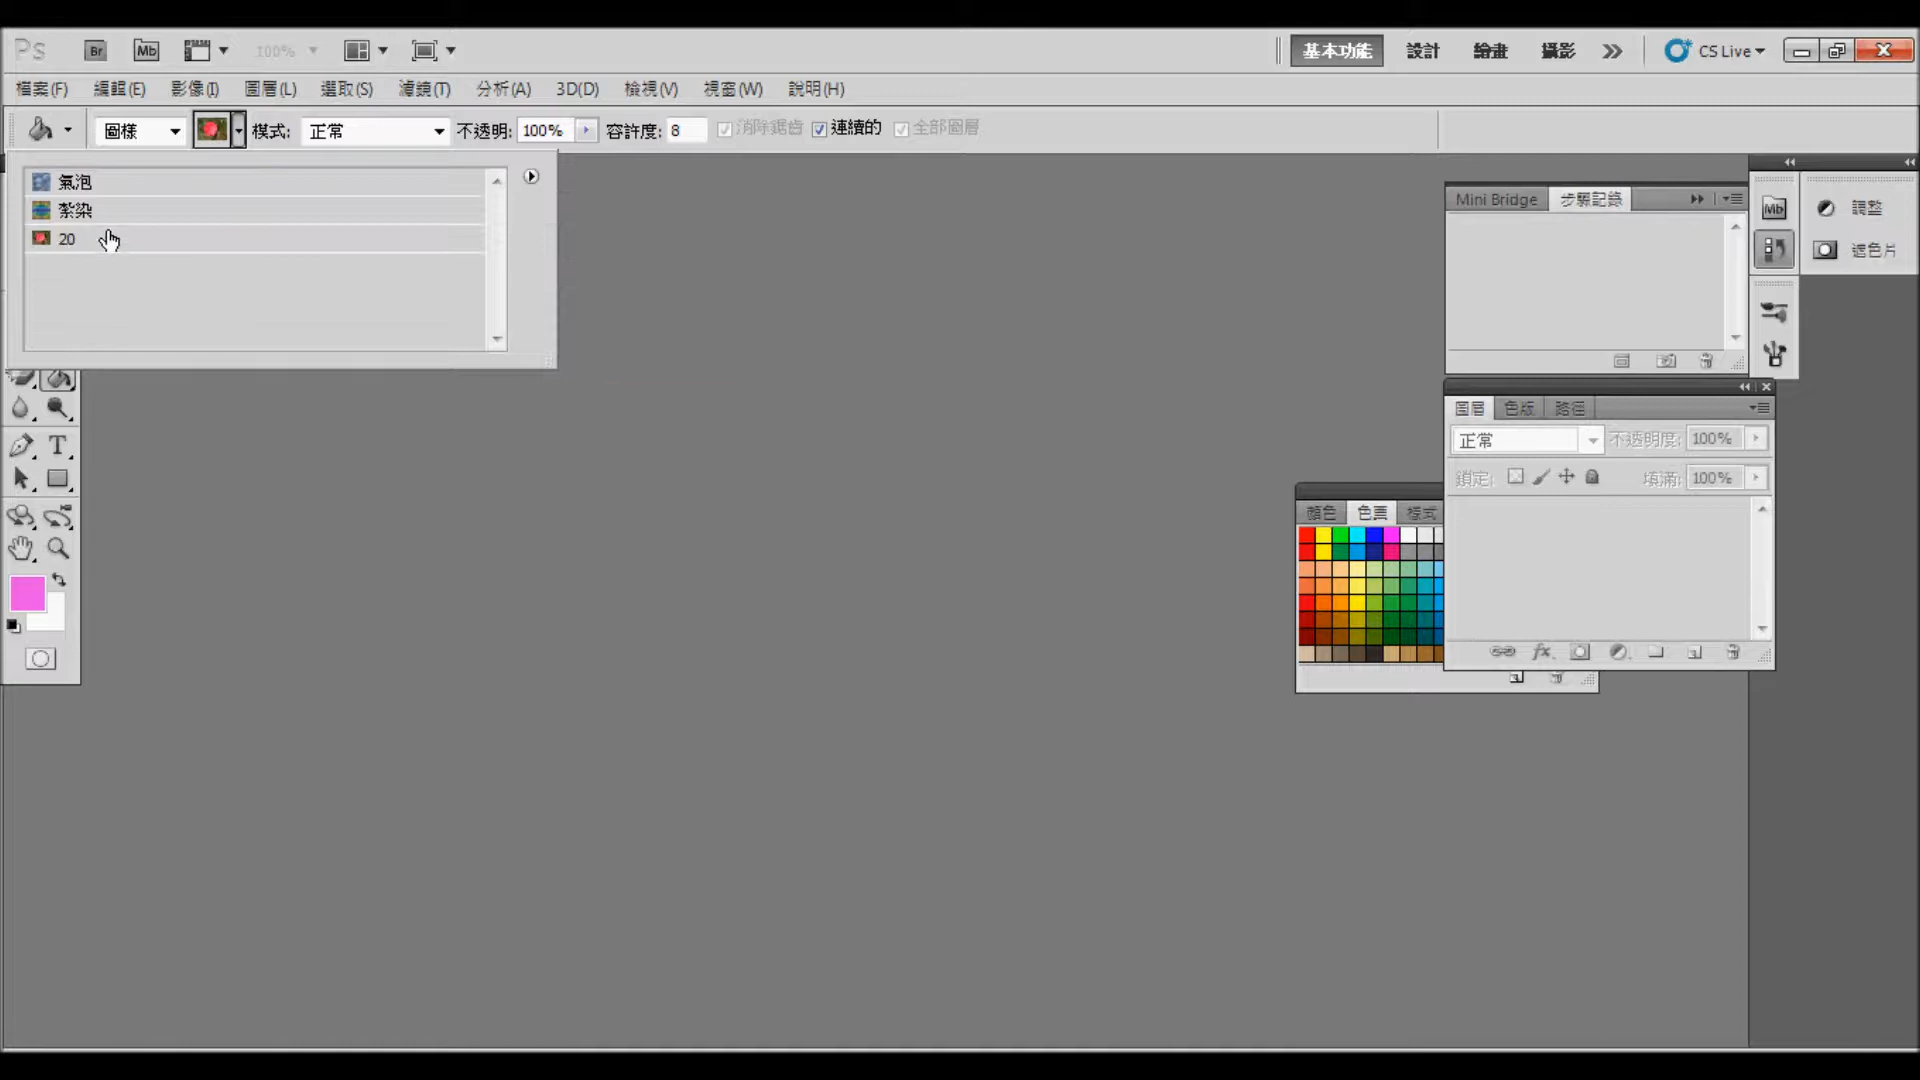 Ps Br Mb 100% 基本功能 設計 繪畫 攝影 CS Live
檔案(F) 編輯(E) 影像(I) 圖層(L) 選取(S) 濾鏡(T) 分析(A) 3D(D) 檢視(V) 視窗(W) 說明(H)
圖樣 模式: 正常 不透明: 100% 容許度: 8 消除鋸齒 連續的 全部圖層
氣泡
紮染
20
Mini Bridge 步驟記錄
Mb 調整
遮色片
圖層 色版 路徑
正常 不透明度: 100%
鎖定: 填滿: 100%
顏色 色票 樣式
T
fx